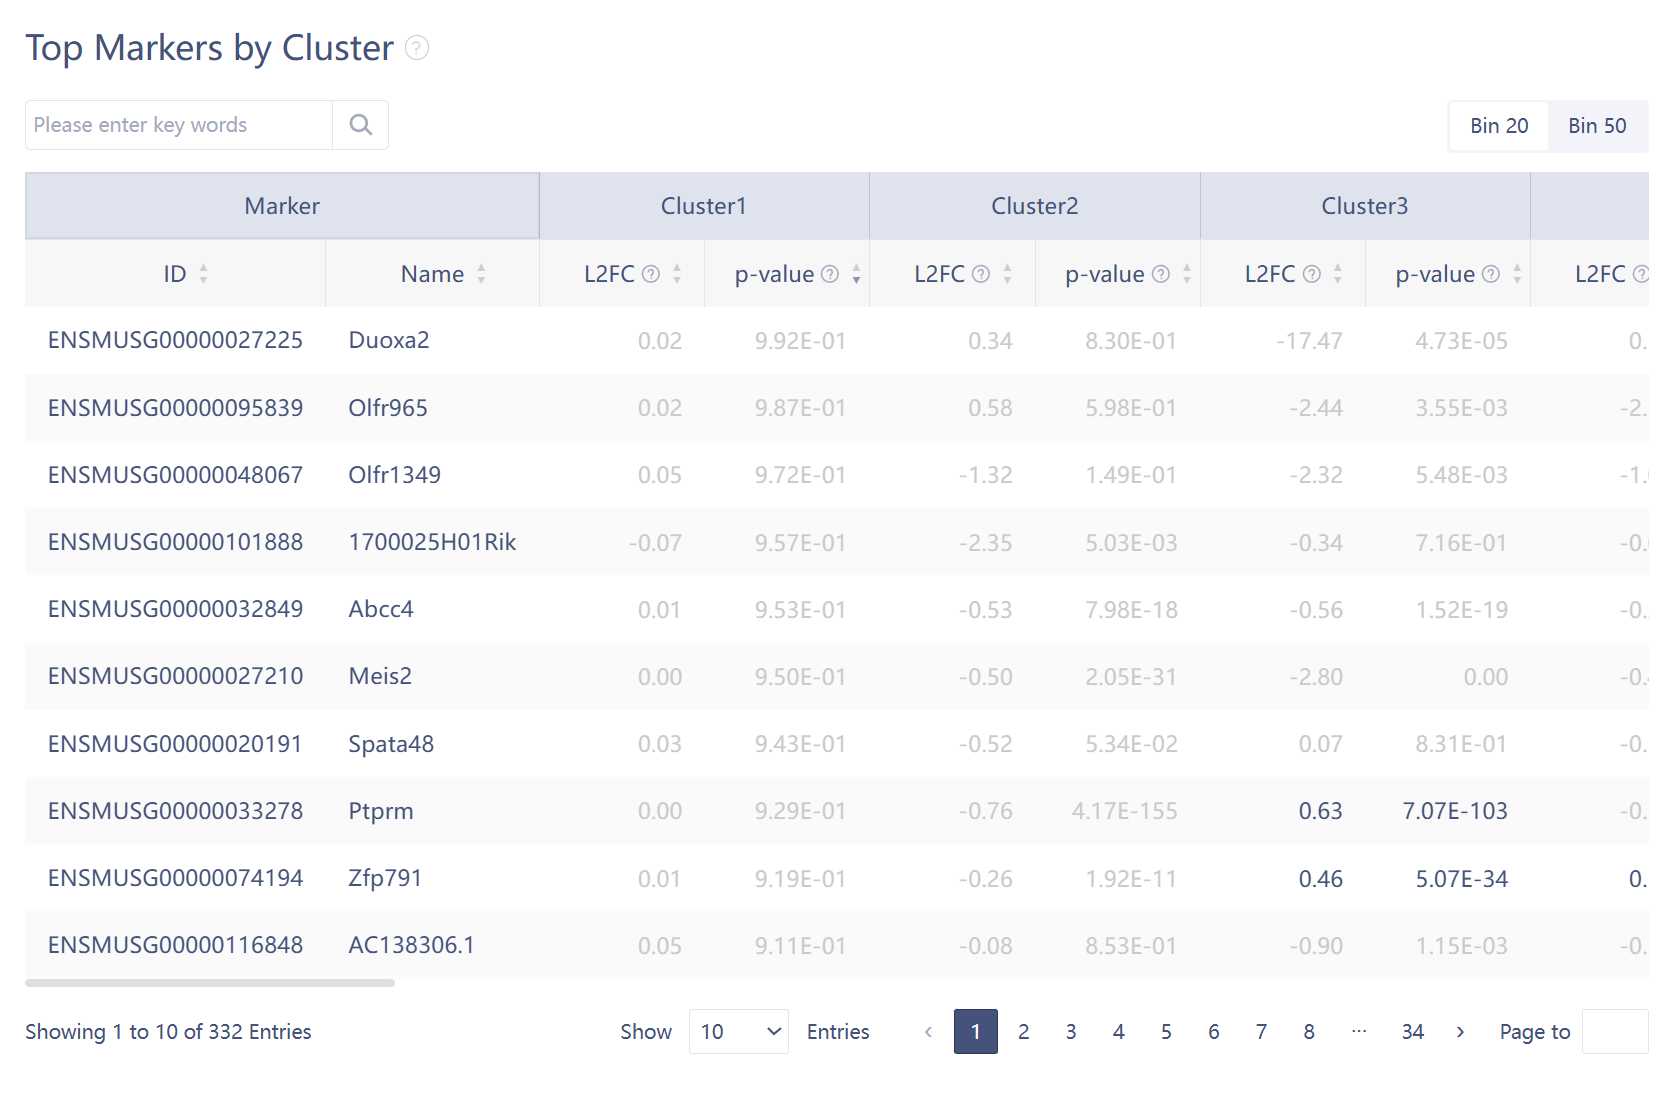 Top Markers by Cluster ?
Please enter key words
Bin 20 Bin 50
Marker Cluster1 Cluster2 Cluster3
ID Name L2FC ? p-value ? L2FC ? p-value ? L2FC ? p-value ? L2FC ?
ENSMUSG00000027225 Duoxa2 0.02 9.92E-01 0.34 8.30E-01 -17.47 4.73E-05 0.
ENSMUSG00000095839 Olfr965 0.02 9.87E-01 0.58 5.98E-01 -2.44 3.55E-03 -2.
ENSMUSG00000048067 Olfr1349 0.05 9.72E-01 -1.32 1.49E-01 -2.32 5.48E-03 -1.
ENSMUSG00000101888 1700025H01Rik -0.07 9.57E-01 -2.35 5.03E-03 -0.34 7.16E-01 -0.
ENSMUSG00000032849 Abcc4 0.01 9.53E-01 -0.53 7.98E-18 -0.56 1.52E-19 -0.
ENSMUSG00000027210 Meis2 0.00 9.50E-01 -0.50 2.05E-31 -2.80 0.00 -0.
ENSMUSG00000020191 Spata48 0.03 9.43E-01 -0.52 5.34E-02 0.07 8.31E-01 -0.
ENSMUSG00000033278 Ptprm 0.00 9.29E-01 -0.76 4.17E-155 0.63 7.07E-103 -0.
ENSMUSG00000074194 Zfp791 0.01 9.19E-01 -0.26 1.92E-11 0.46 5.07E-34 0.
ENSMUSG00000116848 AC138306.1 0.05 9.11E-01 -0.08 8.53E-01 -0.90 1.15E-03 -0.
Showing 1 to 10 of 332 Entries Show 10 Entries ‹ 1 2 3 4 5 6 7 8 ··· 34 › Page to